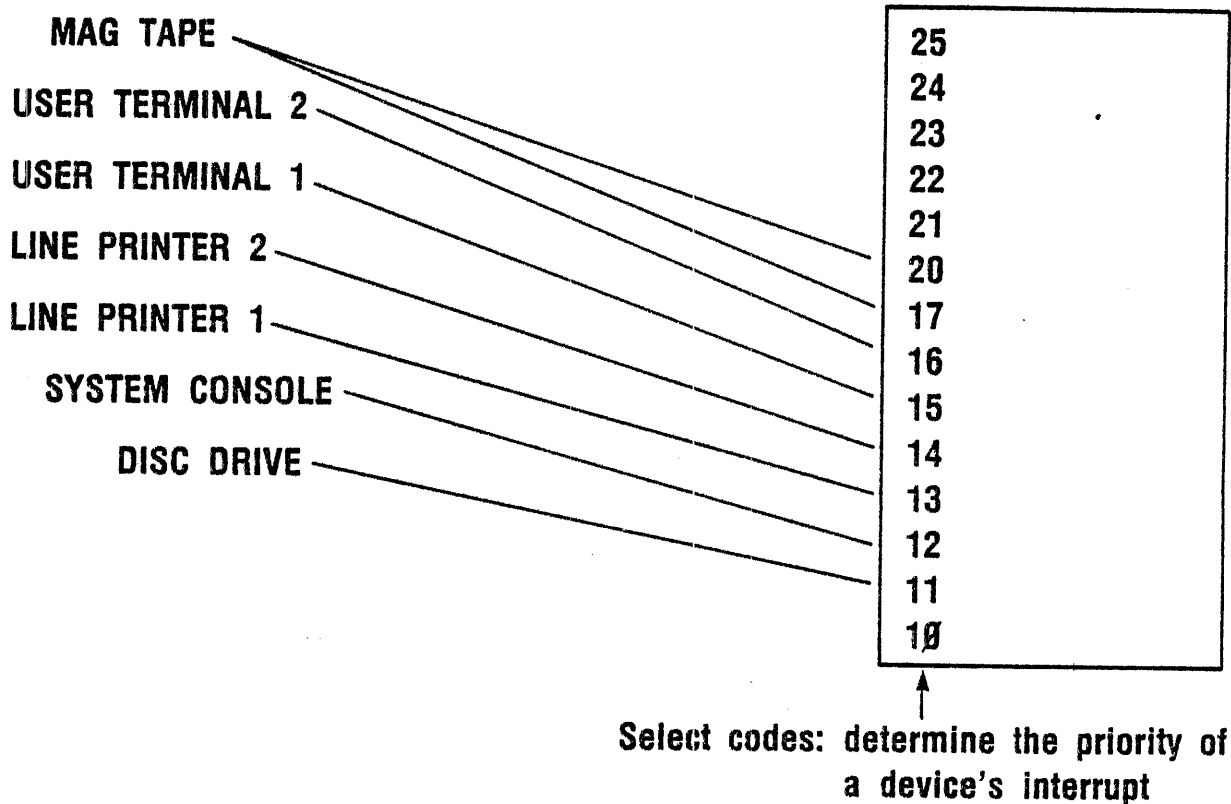 MAG TAPE
USER TERMINAL 2
USER TERMINAL 1
LINE PRINTER 2
LINE PRINTER 1
SYSTEM CONSOLE
DISC DRIVE
25
24
23
22
21
20
17
16
15
14
13
12
11
10
Select codes: determine the priority of
a device's interrupt